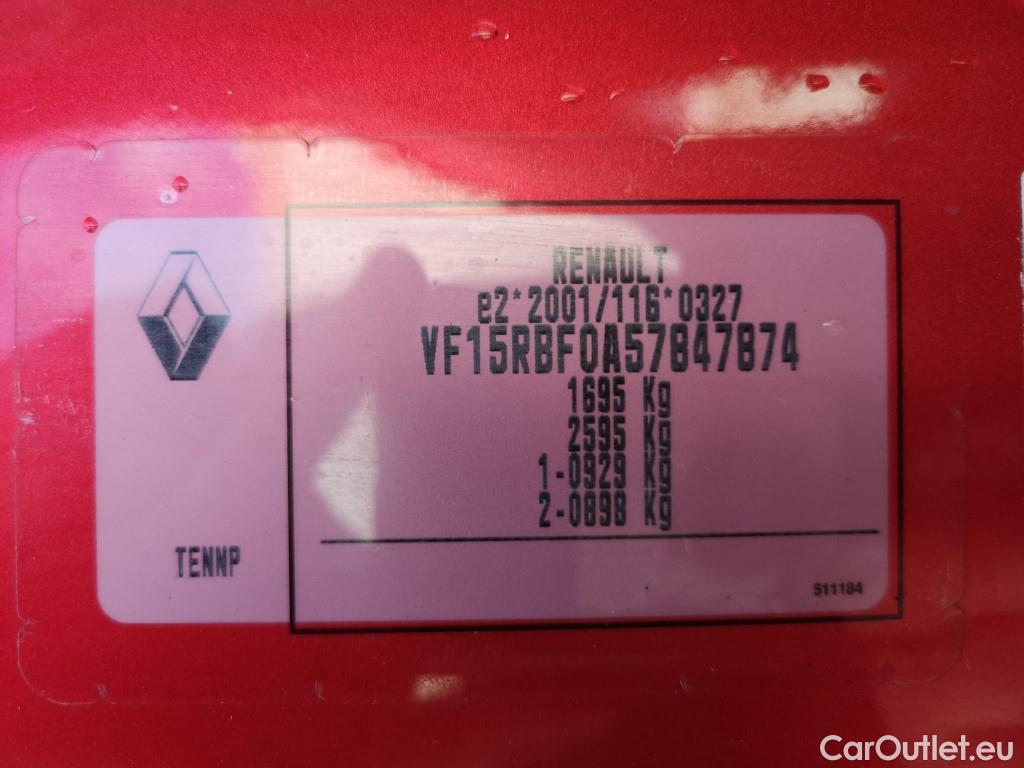 RENAULT
e2*2001/116*0327
VF15RBF0A57847874
1695 Kg
2595 Kg
1-0929 Kg
2-0898 Kg
TENNP
511184
CarOutlet.eu